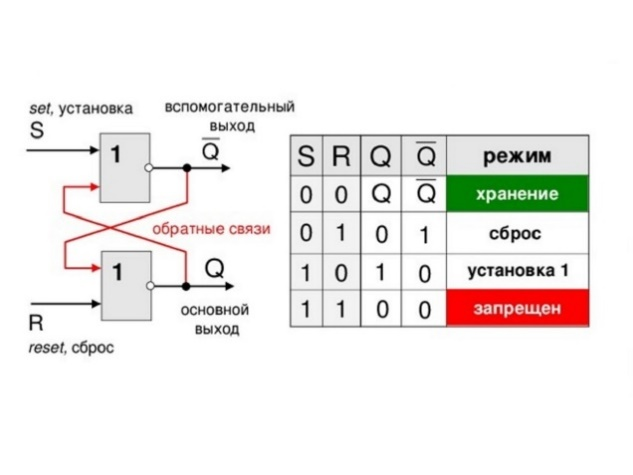 set, установка
S
вспомогательный
выход
Q̅
1
обратные связи
1
Q
основной
выход
R
reset, сброс
S R Q Q̅ режим
0 0 Q Q̅ хранение
0 1 0 1 сброс
1 0 1 0 установка 1
1 1 0 0 запрещен